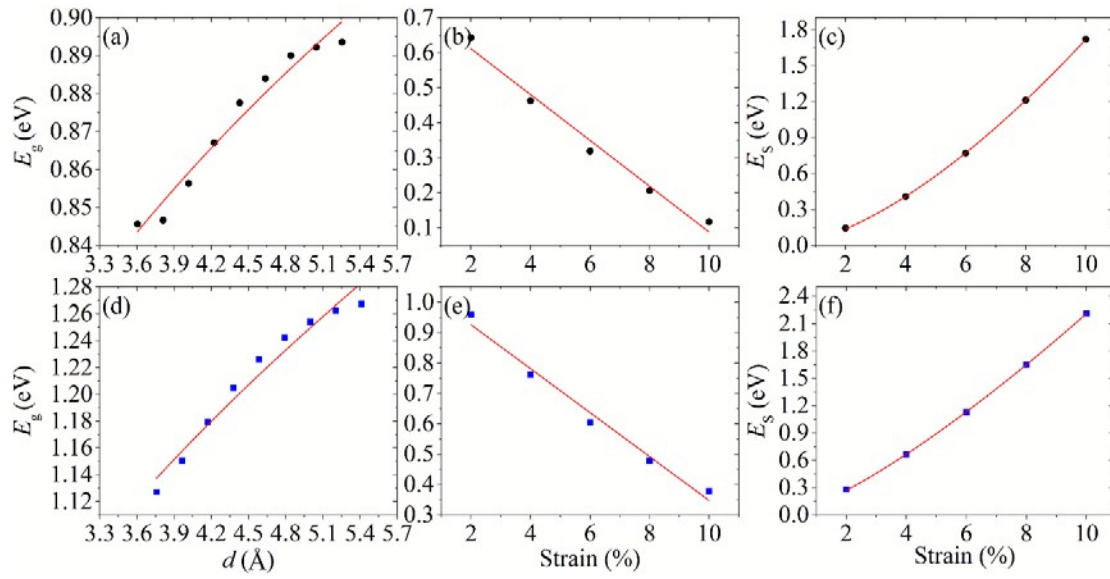 (a)
E_g (eV)
0.90
0.89
0.88
0.87
0.86
0.85
0.84
3.3 3.6 3.9 4.2 4.5 4.8 5.1 5.4 5.7
(b)
0.7
0.6
0.5
0.4
0.3
0.2
0.1
2 4 6 8 10
(c)
E_S (eV)
1.8
1.5
1.2
0.9
0.6
0.3
0.0
2 4 6 8 10
(d)
E_g (eV)
1.28
1.26
1.24
1.22
1.20
1.18
1.16
1.14
1.12
3.3 3.6 3.9 4.2 4.5 4.8 5.1 5.4 5.7
d (Å)
(e)
1.0
0.9
0.8
0.7
0.6
0.5
0.4
0.3
2 4 6 8 10
Strain (%)
(f)
E_S (eV)
2.4
2.1
1.8
1.5
1.2
0.9
0.6
0.3
0.0
2 4 6 8 10
Strain (%)